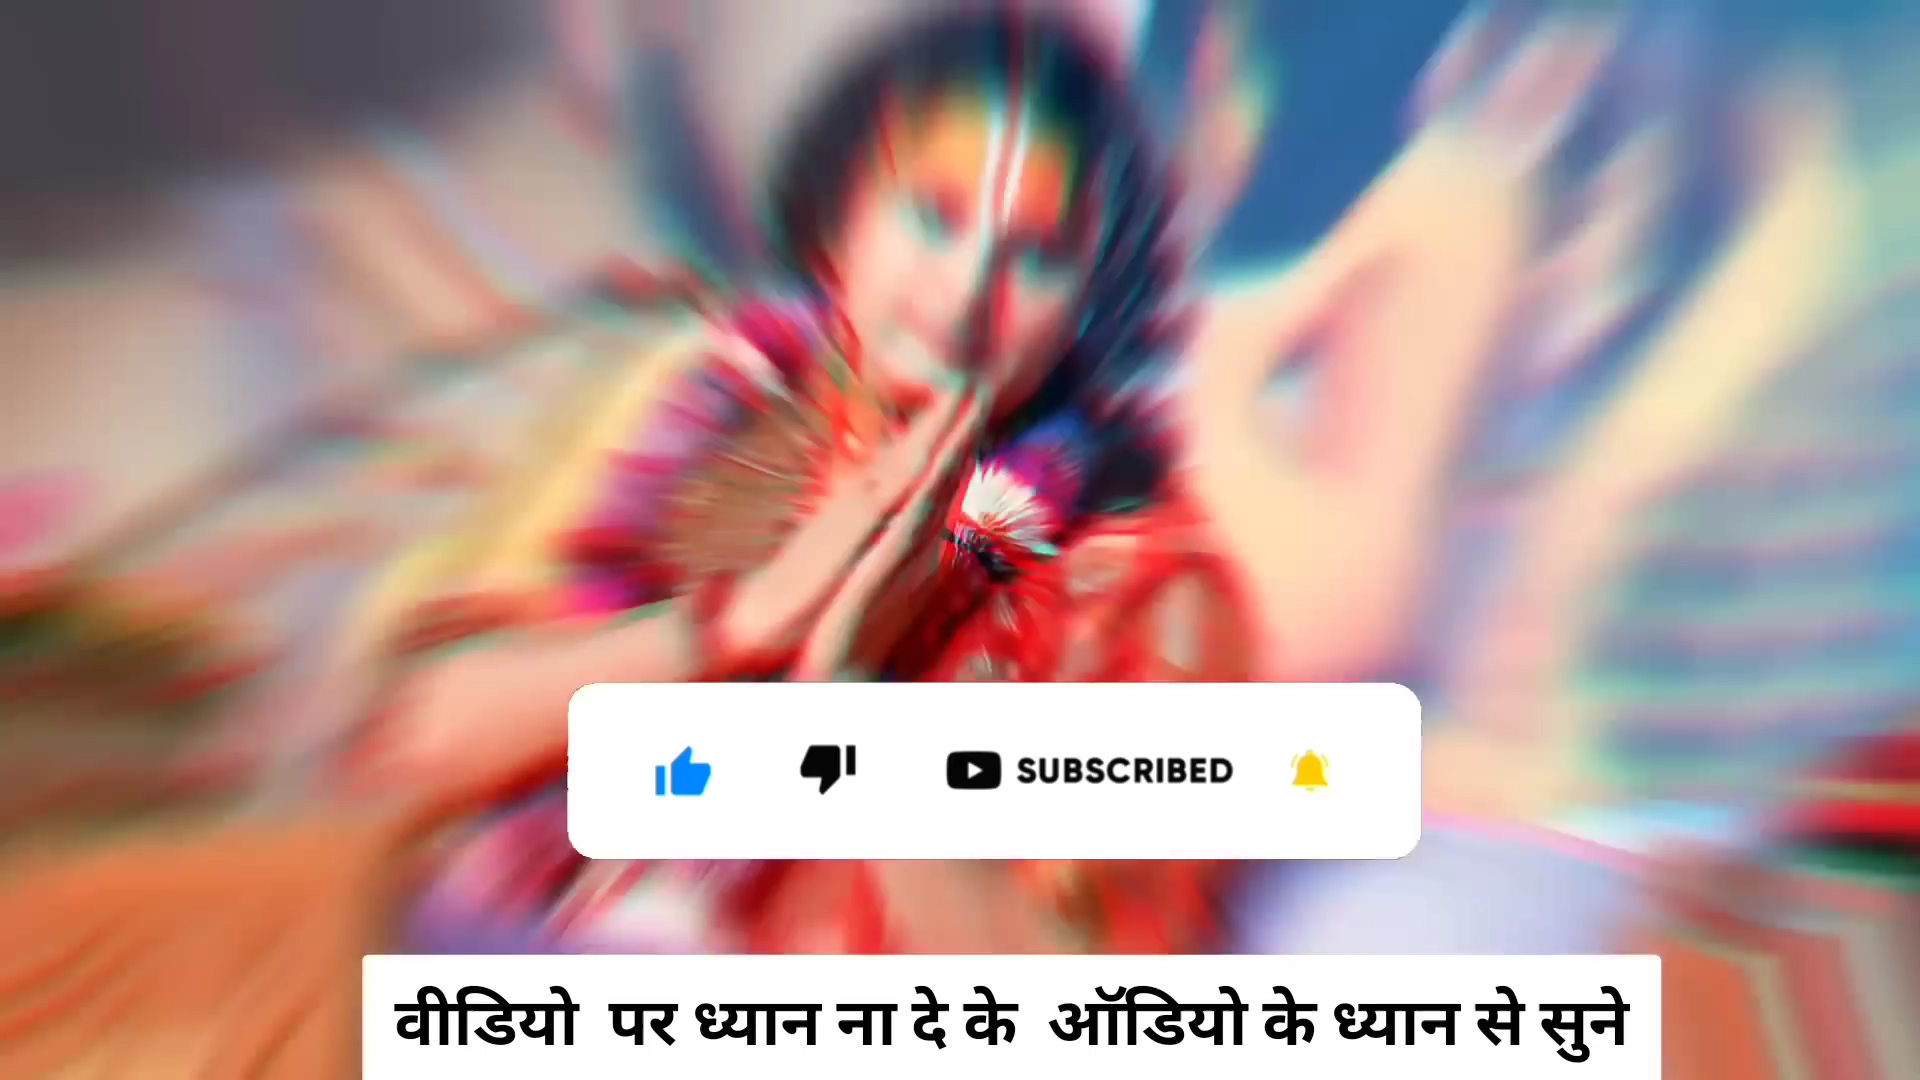 SUBSCRIBED
वीडियो पर ध्यान ना दे के ऑडियो के ध्यान से सुने